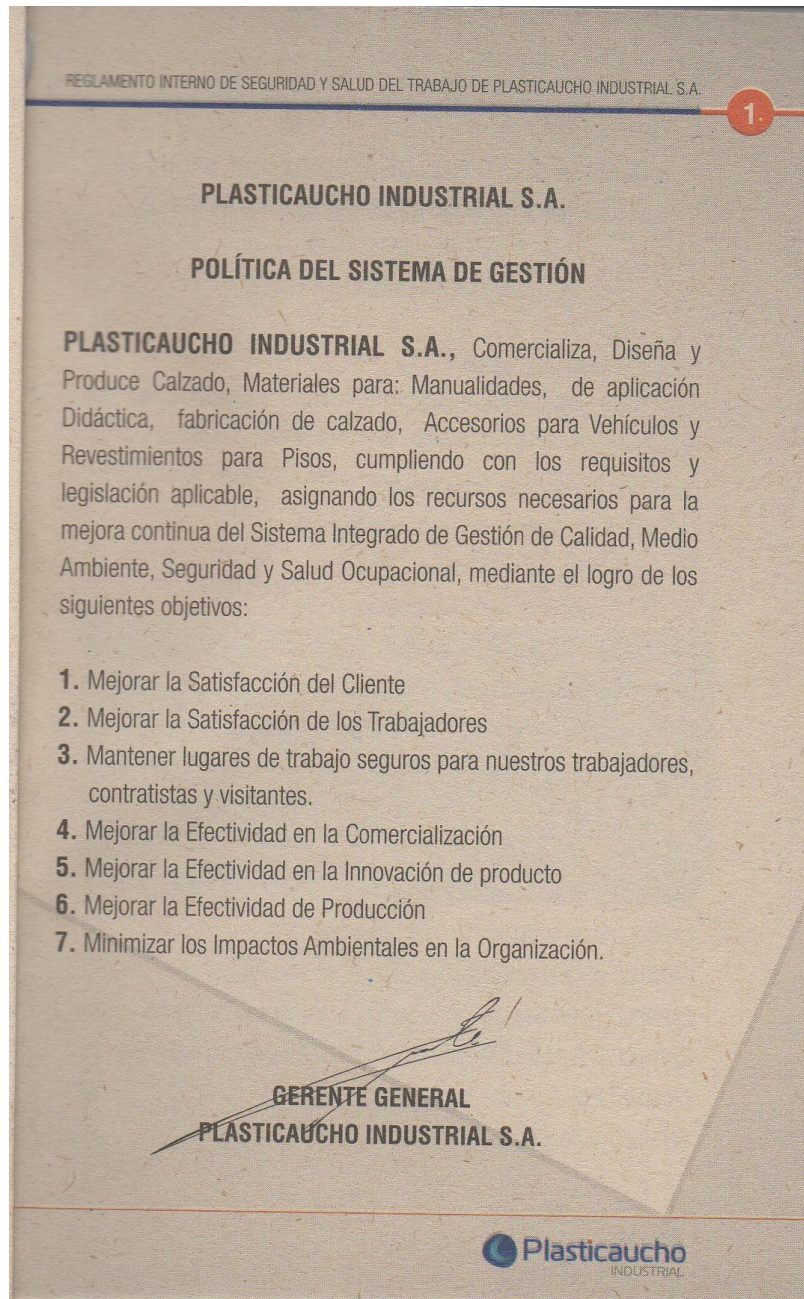 REGLAMENTO INTERNO DE SEGURIDAD Y SALUD DEL TRABAJO DE PLASTICAUCHO INDUSTRIAL S.A.
1.
PLASTICAUCHO INDUSTRIAL S.A.
POLÍTICA DEL SISTEMA DE GESTIÓN
PLASTICAUCHO INDUSTRIAL S.A., Comercializa, Diseña y
Produce Calzado, Materiales para: Manualidades, de aplicación
Didáctica, fabricación de calzado, Accesorios para Vehículos y
Revestimientos para Pisos, cumpliendo con los requisitos y
legislación aplicable, asignando los recursos necesarios para la
mejora continua del Sistema Integrado de Gestión de Calidad, Medio
Ambiente, Seguridad y Salud Ocupacional, mediante el logro de los
siguientes objetivos:
1. Mejorar la Satisfacción del Cliente
2. Mejorar la Satisfacción de los Trabajadores
3. Mantener lugares de trabajo seguros para nuestros trabajadores,
contratistas y visitantes.
4. Mejorar la Efectividad en la Comercialización
5. Mejorar la Efectividad en la Innovación de producto
6. Mejorar la Efectividad de Producción
7. Minimizar los Impactos Ambientales en la Organización.
GERENTE GENERAL
PLASTICAUCHO INDUSTRIAL S.A.
Plasticaucho
INDUSTRIAL